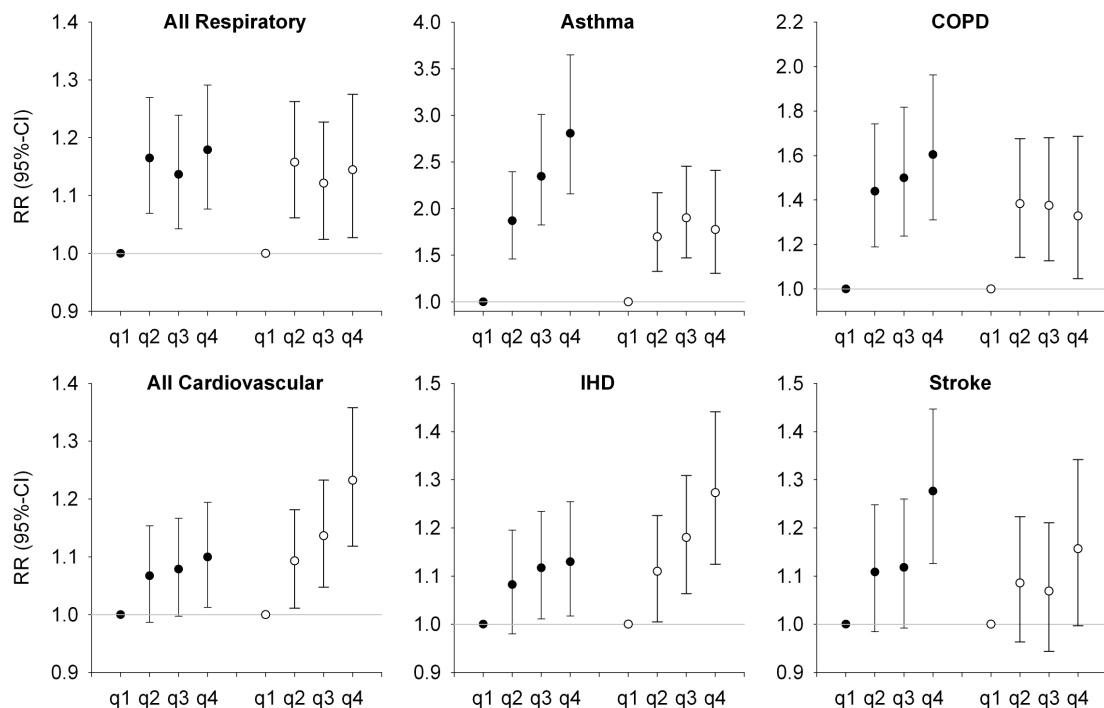 All Respiratory
RR (95%-CI)
1.4
1.3
1.2
1.1
1.0
0.9
q1 q2 q3 q4 q1 q2 q3 q4
Asthma
4.0
3.5
3.0
2.5
2.0
1.5
1.0
q1 q2 q3 q4 q1 q2 q3 q4
COPD
2.2
2.0
1.8
1.6
1.4
1.2
1.0
q1 q2 q3 q4 q1 q2 q3 q4
All Cardiovascular
RR (95%-CI)
1.4
1.3
1.2
1.1
1.0
0.9
q1 q2 q3 q4 q1 q2 q3 q4
IHD
1.5
1.4
1.3
1.2
1.1
1.0
0.9
q1 q2 q3 q4 q1 q2 q3 q4
Stroke
1.5
1.4
1.3
1.2
1.1
1.0
0.9
q1 q2 q3 q4 q1 q2 q3 q4